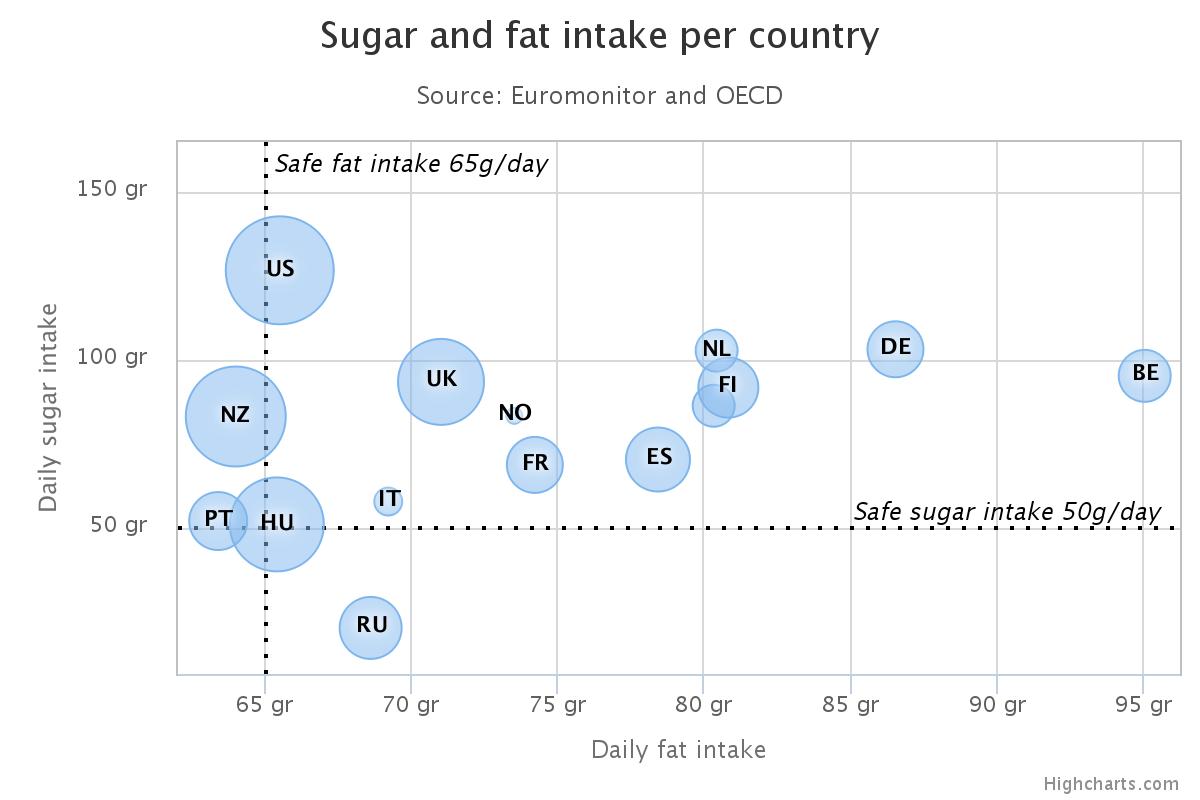 Sugar and fat intake per country
Source: Euromonitor and OECD
Safe fat intake 65g/day
150 gr
US
100 gr
NL
DE
UK
FI
BE
NZ
NO
FR
ES
IT
Safe sugar intake 50g/day
50 gr
PT
HU
RU
Daily sugar intake
65 gr
70 gr
75 gr
80 gr
85 gr
90 gr
95 gr
Daily fat intake
Highcharts.com